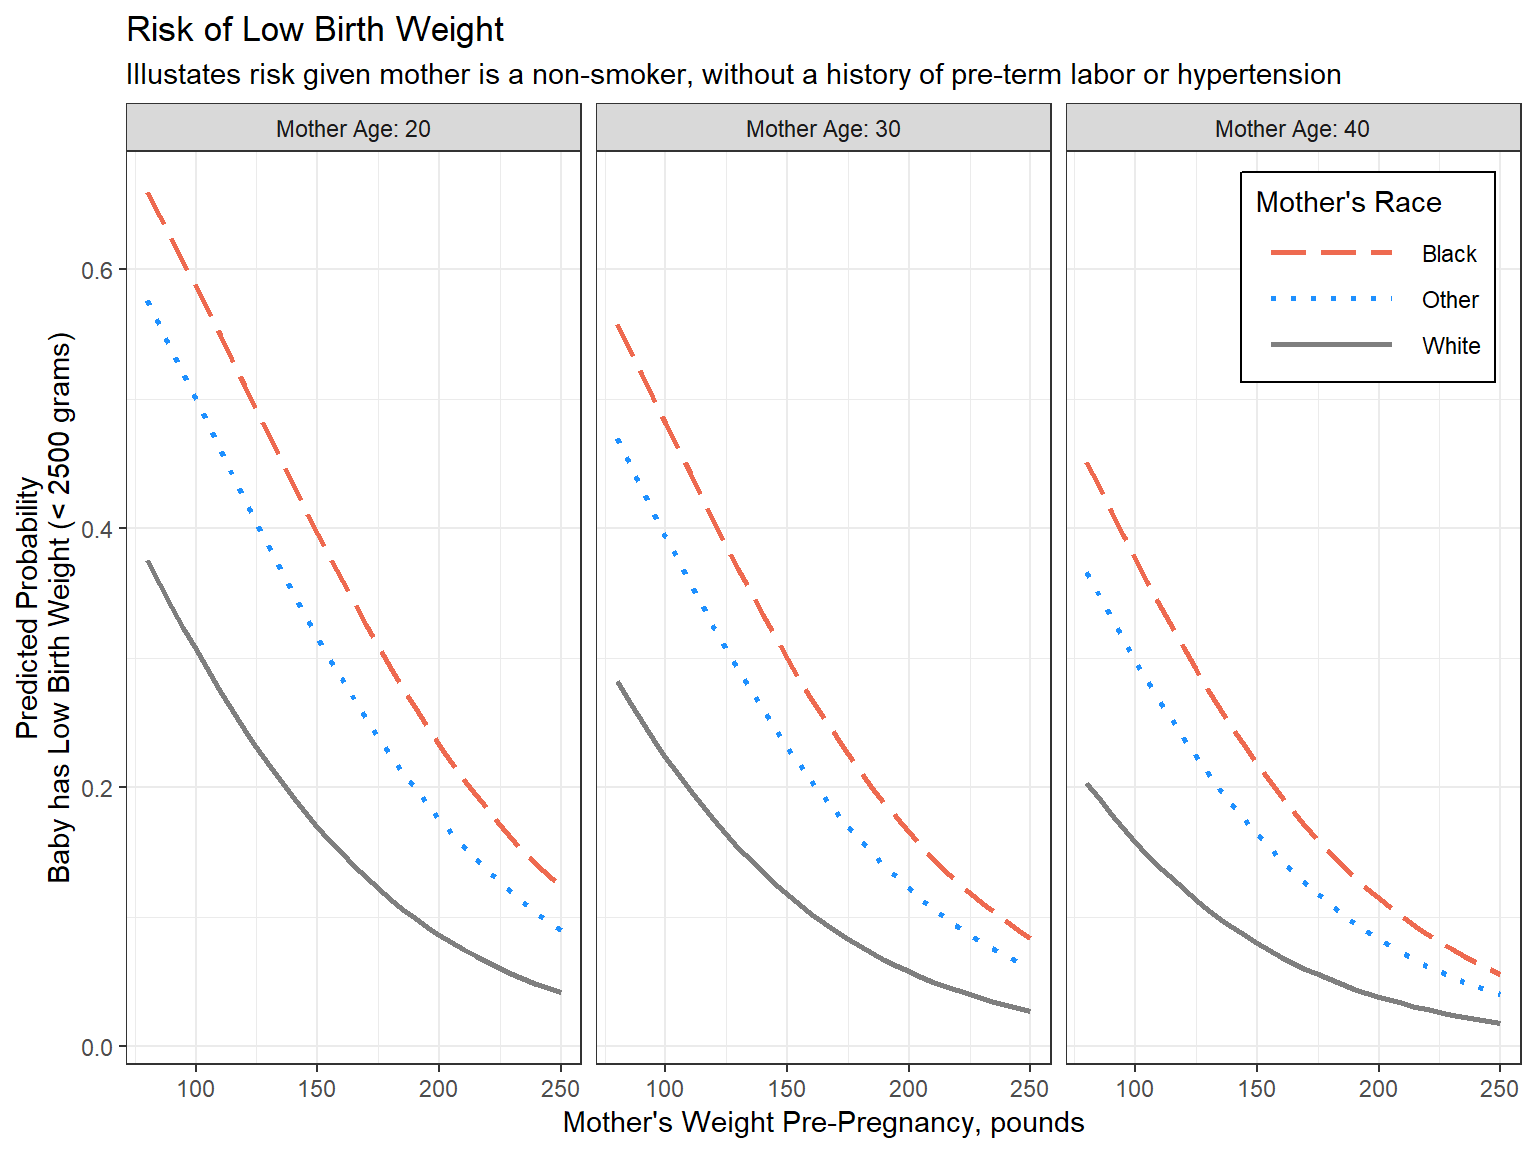 Risk of Low Birth Weight
Illustates risk given mother is a non-smoker, without a history of pre-term labor or hypertension
Mother Age: 20
Mother Age: 30
Mother Age: 40
Mother's Race
Black
Other
White
Predicted Probability
Baby has Low Birth Weight (< 2500 grams)
0.6
0.4
0.2
0.0
100 150 200 250
100 150 200 250
100 150 200 250
Mother's Weight Pre-Pregnancy, pounds